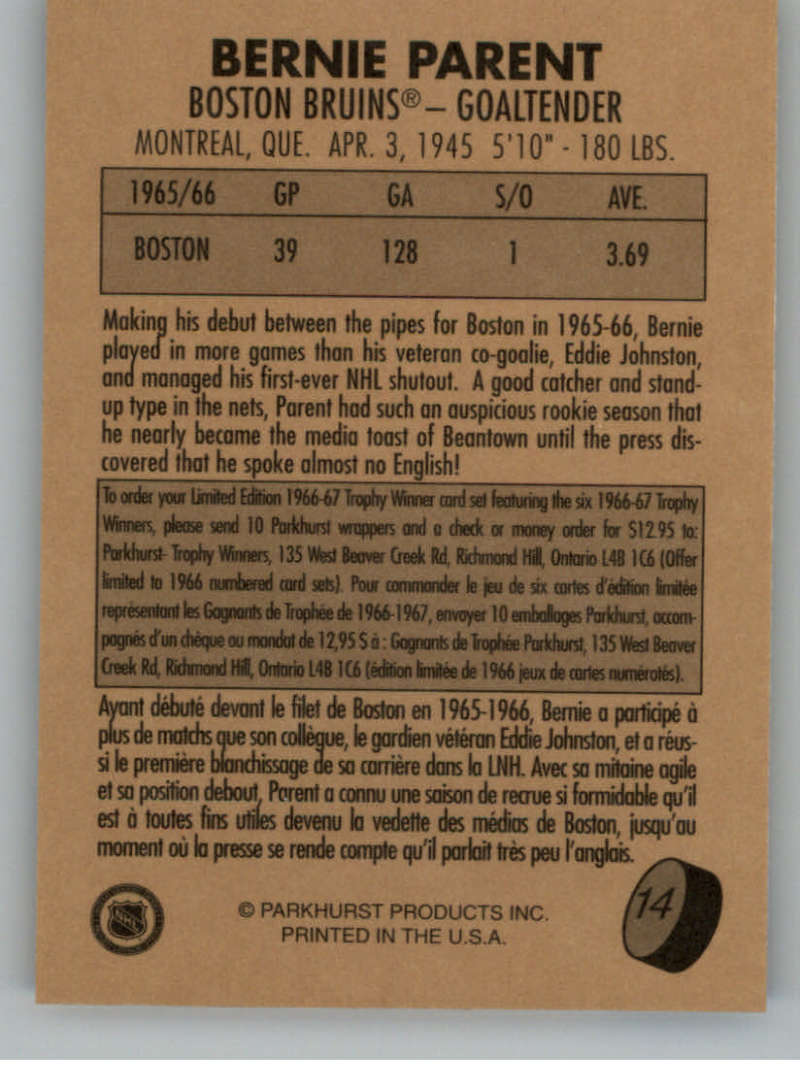 BERNIE PARENT
BOSTON BRUINS® – GOALTENDER
MONTREAL, QUE. APR. 3, 1945 5'10" - 180 LBS.
1965/66 GP GA S/O AVE.
BOSTON 39 128 1 3.69
Making his debut between the pipes for Boston in 1965-66, Bernie
played in more games than his veteran co-goalie, Eddie Johnston,
and managed his first-ever NHL shutout. A good catcher and stand-
up type in the nets, Parent had such an auspicious rookie season that
he nearly became the media toast of Beantown until the press dis-
covered that he spoke almost no English!
To order your Limited Edition 1966-67 Trophy Winner card set featuring the six 1966-67 Trophy
Winners, please send 10 Parkhurst wrappers and a check or money order for $12.95 to:
Parkhurst- Trophy Winners, 135 West Beaver Creek Rd, Richmond Hill, Ontario L4B 1C6 (Offer
limited to 1966 numbered card sets). Pour commander le jeu de six cartes d'édition limitée
représentant les Gagnants de Trophée de 1966-1967, envoyer 10 emballages Parkhurst, accom-
pagnés d'un chèque ou mandat de 12,95 $ à : Gagnants de Trophée Parkhurst, 135 West Beaver
Creek Rd, Richmond Hill, Ontario L4B 1C6 (édition limitée de 1966 jeux de cartes numérotés).
Ayant débuté devant le filet de Boston en 1965-1966, Bernie a participé à
plus de matchs que son collègue, le gardien vétéran Eddie Johnston, et a réus-
si le première blanchissage de sa carrière dans la LNH. Avec sa mitaine agile
et sa position debout, Parent a connu une saison de recrue si formidable qu'il
est à toutes fins utiles devenu la vedette des médias de Boston, jusqu'au
moment où la presse se rende compte qu'il parlait très peu l'anglais.
NHL
© PARKHURST PRODUCTS INC.
PRINTED IN THE U.S.A.
14